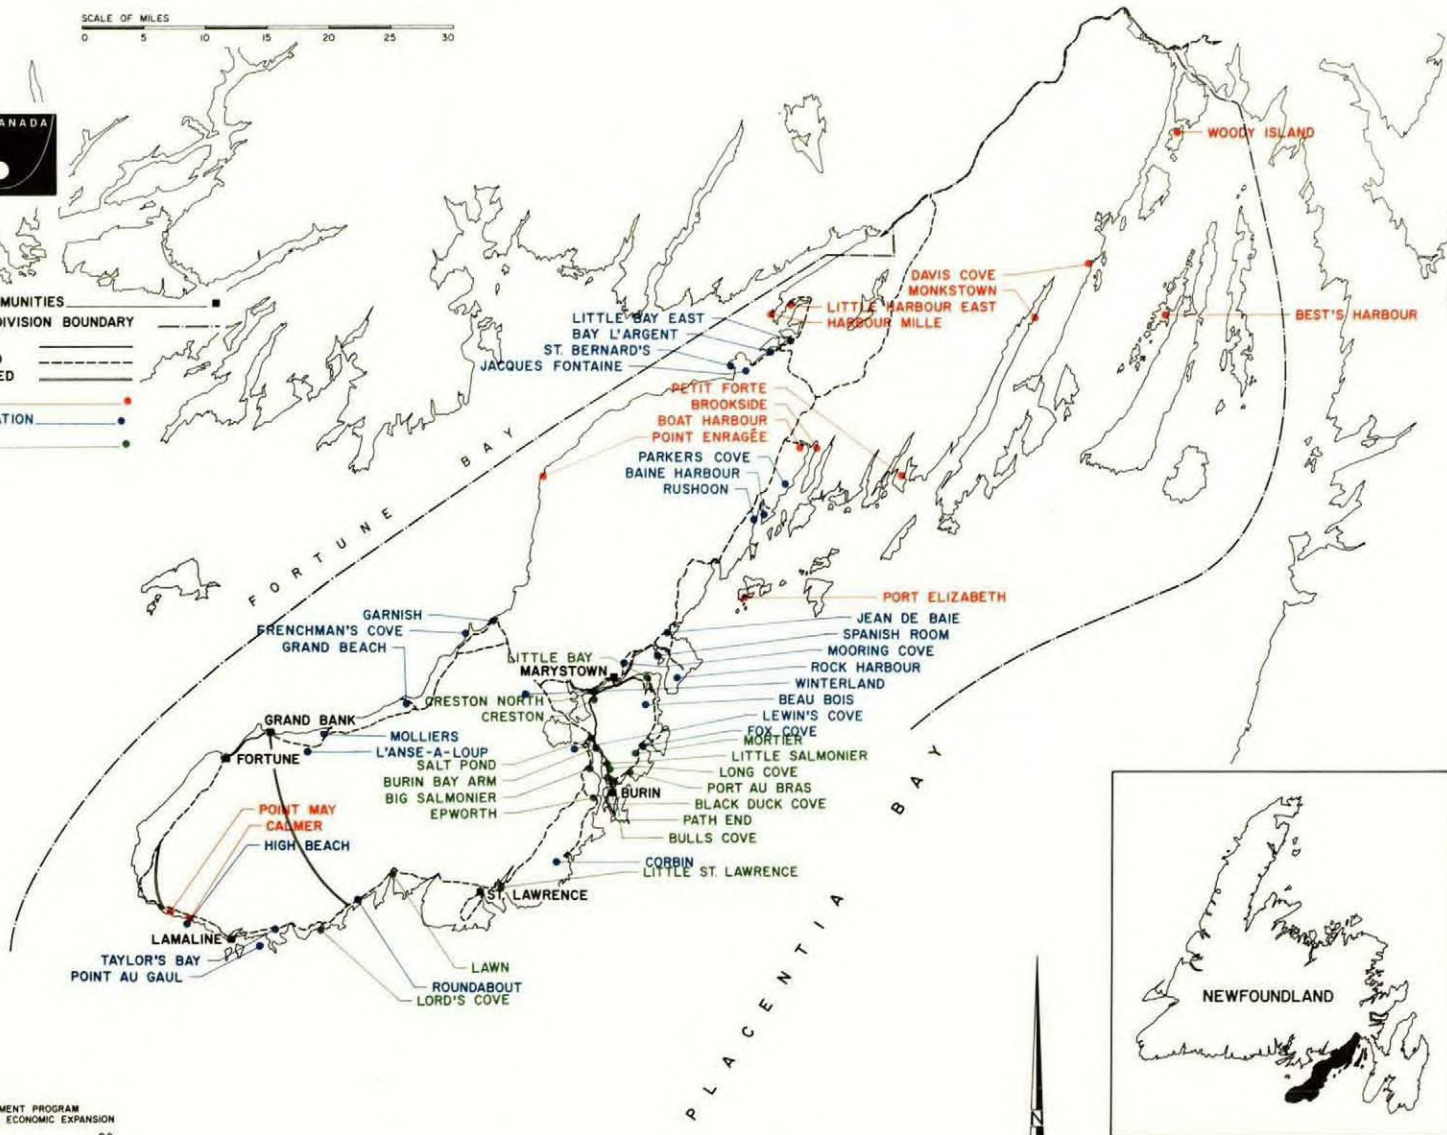 SCALE OF MILES
0 5 10 15 20 25 30
ANADA
MUNITIES
DIVISION BOUNDARY
ED
ATION
WOODY ISLAND
DAVIS COVE
MONKSTOWN
LITTLE HARBOUR EAST
HARBOUR MILLE
BEST'S HARBOUR
LITTLE BAY EAST
BAY L'ARGENT
ST. BERNARD'S
JACQUES FONTAINE
PETIT FORTE
BROOKSIDE
BOAT HARBOUR
POINT ENRAGÉE
PARKERS COVE
BAINE HARBOUR
RUSHOON
FORTUNE BAY
PORT ELIZABETH
GARNISH
FRENCHMAN'S COVE
GRAND BEACH
JEAN DE BAIE
SPANISH ROOM
MOORING COVE
ROCK HARBOUR
WINTERLAND
BEAU BOIS
LEWIN'S COVE
FOX COVE
MORTIER
LITTLE SALMONIER
LONG COVE
PORT AU BRAS
BLACK DUCK COVE
PATH END
BULLS COVE
LITTLE BAY
MARYSTOWN
CRESTON NORTH
CRESTON
GRAND BANK
MOLLIERS
L'ANSE-A-LOUP
FORTUNE
SALT POND
BURIN BAY ARM
BIG SALMONIER
EPWORTH
BURIN
POINT MAY
CALMER
HIGH BEACH
CORBIN
LITTLE ST. LAWRENCE
ST. LAWRENCE
LAMALINE
TAYLOR'S BAY
POINT AU GAUL
LAWN
ROUNDABOUT
LORD'S COVE
PLACENTIA BAY
NEWFOUNDLAND
N
MENT PROGRAM
ECONOMIC EXPANSION